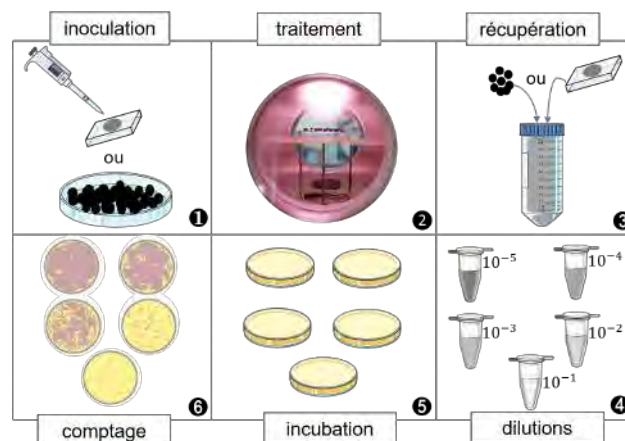 inoculation
traitement
récupération
ou
ou
❶
❷
❸
10⁻⁵
10⁻⁴
10⁻³
10⁻²
10⁻¹
❻
❺
❹
comptage
incubation
dilutions